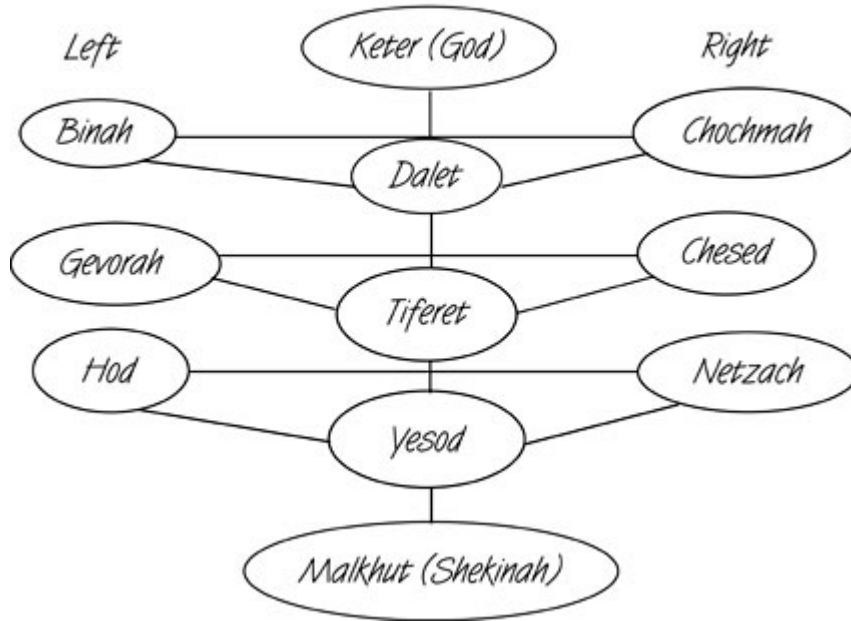 Left
Keter (God)
Right
Binah
Chochmah
Dalet
Gevorah
Chesed
Tiferet
Hod
Netzach
Yesod
Malkhut (Shekinah)